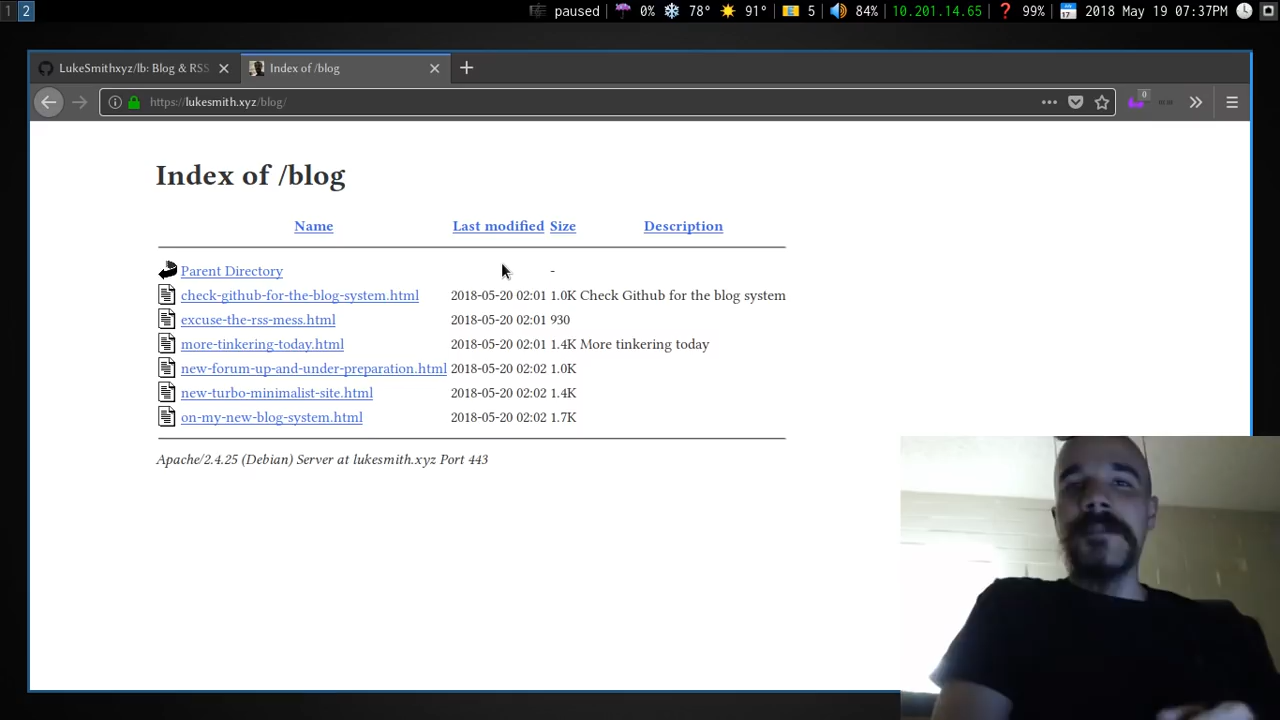 1 2 paused 0% 78° 91° 5 84% 10.201.14.65 99% 2018 May 19 07:37PM
LukeSmithxyz/lb: Blog & RSS Index of /blog
https://lukesmith.xyz/blog/ 0
Index of /blog
Name Last modified Size Description
Parent Directory -
check-github-for-the-blog-system.html 2018-05-20 02:01 1.0K Check Github for the blog system
excuse-the-rss-mess.html 2018-05-20 02:01 930
more-tinkering-today.html 2018-05-20 02:01 1.4K More tinkering today
new-forum-up-and-under-preparation.html 2018-05-20 02:02 1.0K
new-turbo-minimalist-site.html 2018-05-20 02:02 1.4K
on-my-new-blog-system.html 2018-05-20 02:02 1.7K
Apache/2.4.25 (Debian) Server at lukesmith.xyz Port 443